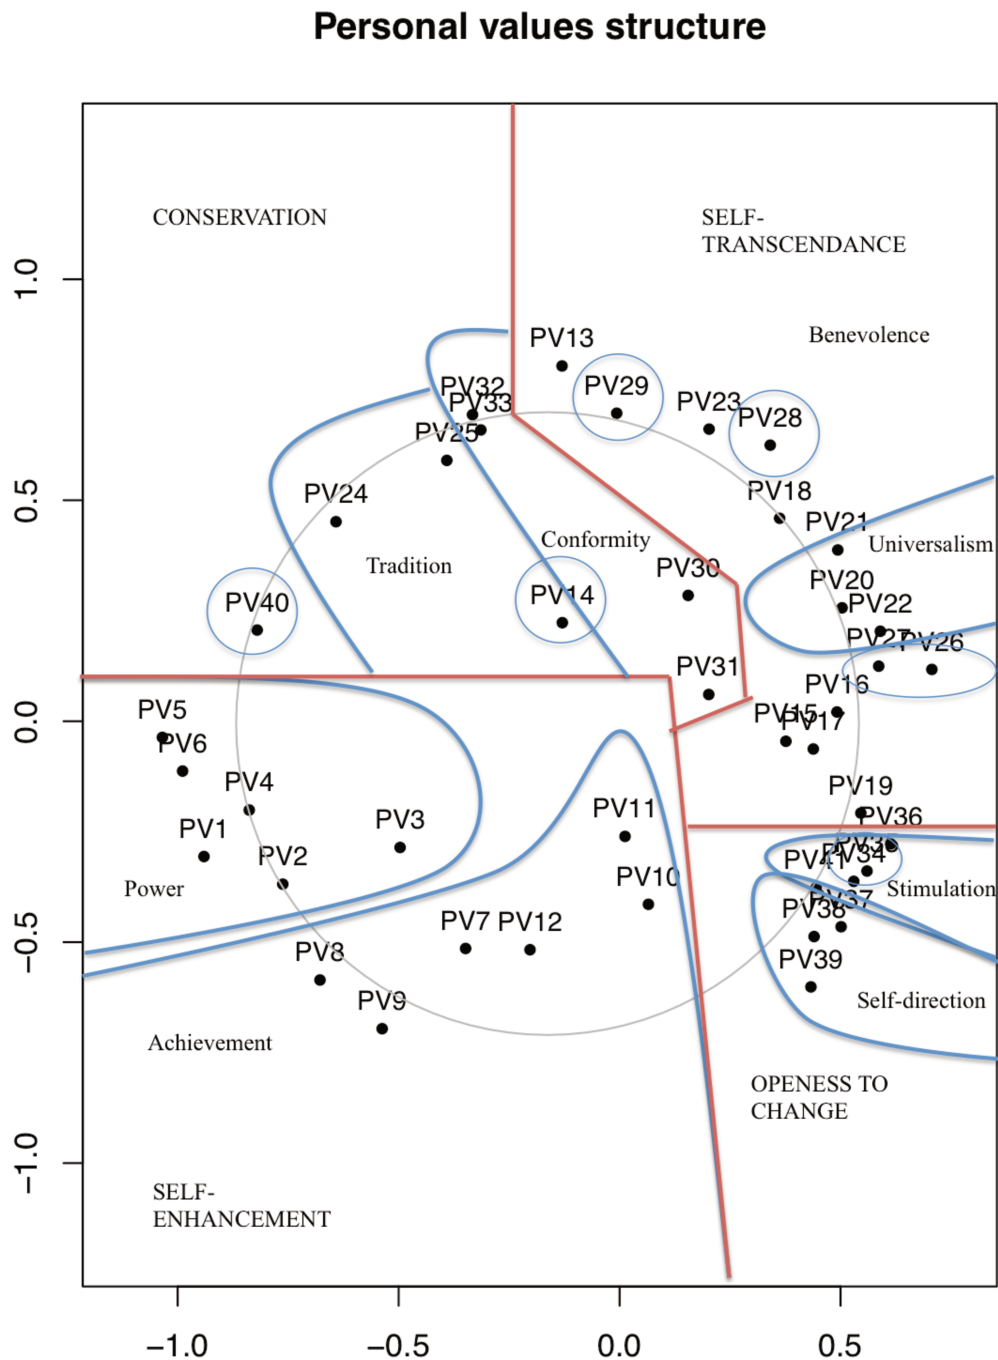 Personal values structure
CONSERVATION
SELF-
TRANSCENDANCE
1.0
PV13
Benevolence
PV32
PV29
PV33
PV23
PV28
PV25
0.5
PV24
PV18
PV21
Conformity
Universalism
Tradition
PV30
PV20
PV40
PV14
PV22
PV27
PV26
PV31
PV16
0.0
PV5
PV15
PV17
PV6
PV4
PV19
PV11
PV36
PV1
PV3
PV34
PV2
PV41
Power
PV10
Stimulation
PV37
PV38
−0.5
PV7
PV12
PV8
PV39
PV9
Self-direction
Achievement
OPENESS TO
CHANGE
−1.0
SELF-
ENHANCEMENT
−1.0
−0.5
0.0
0.5